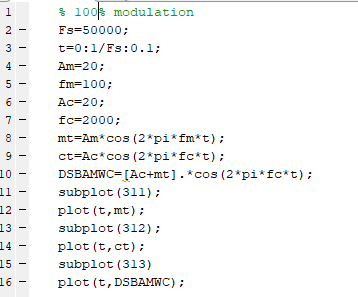 1 % 100% modulation
2 - Fs=50000;
3 - t=0:1/Fs:0.1;
4 - Am=20;
5 - fm=100;
6 - Ac=20;
7 - fc=2000;
8 - mt=Am*cos(2*pi*fm*t);
9 - ct=Ac*cos(2*pi*fc*t);
10 - DSBAMWC=[Ac+mt].*cos(2*pi*fc*t);
11 - subplot(311);
12 - plot(t,mt);
13 - subplot(312);
14 - plot(t,ct);
15 - subplot(313)
16 - plot(t,DSBAMWC);